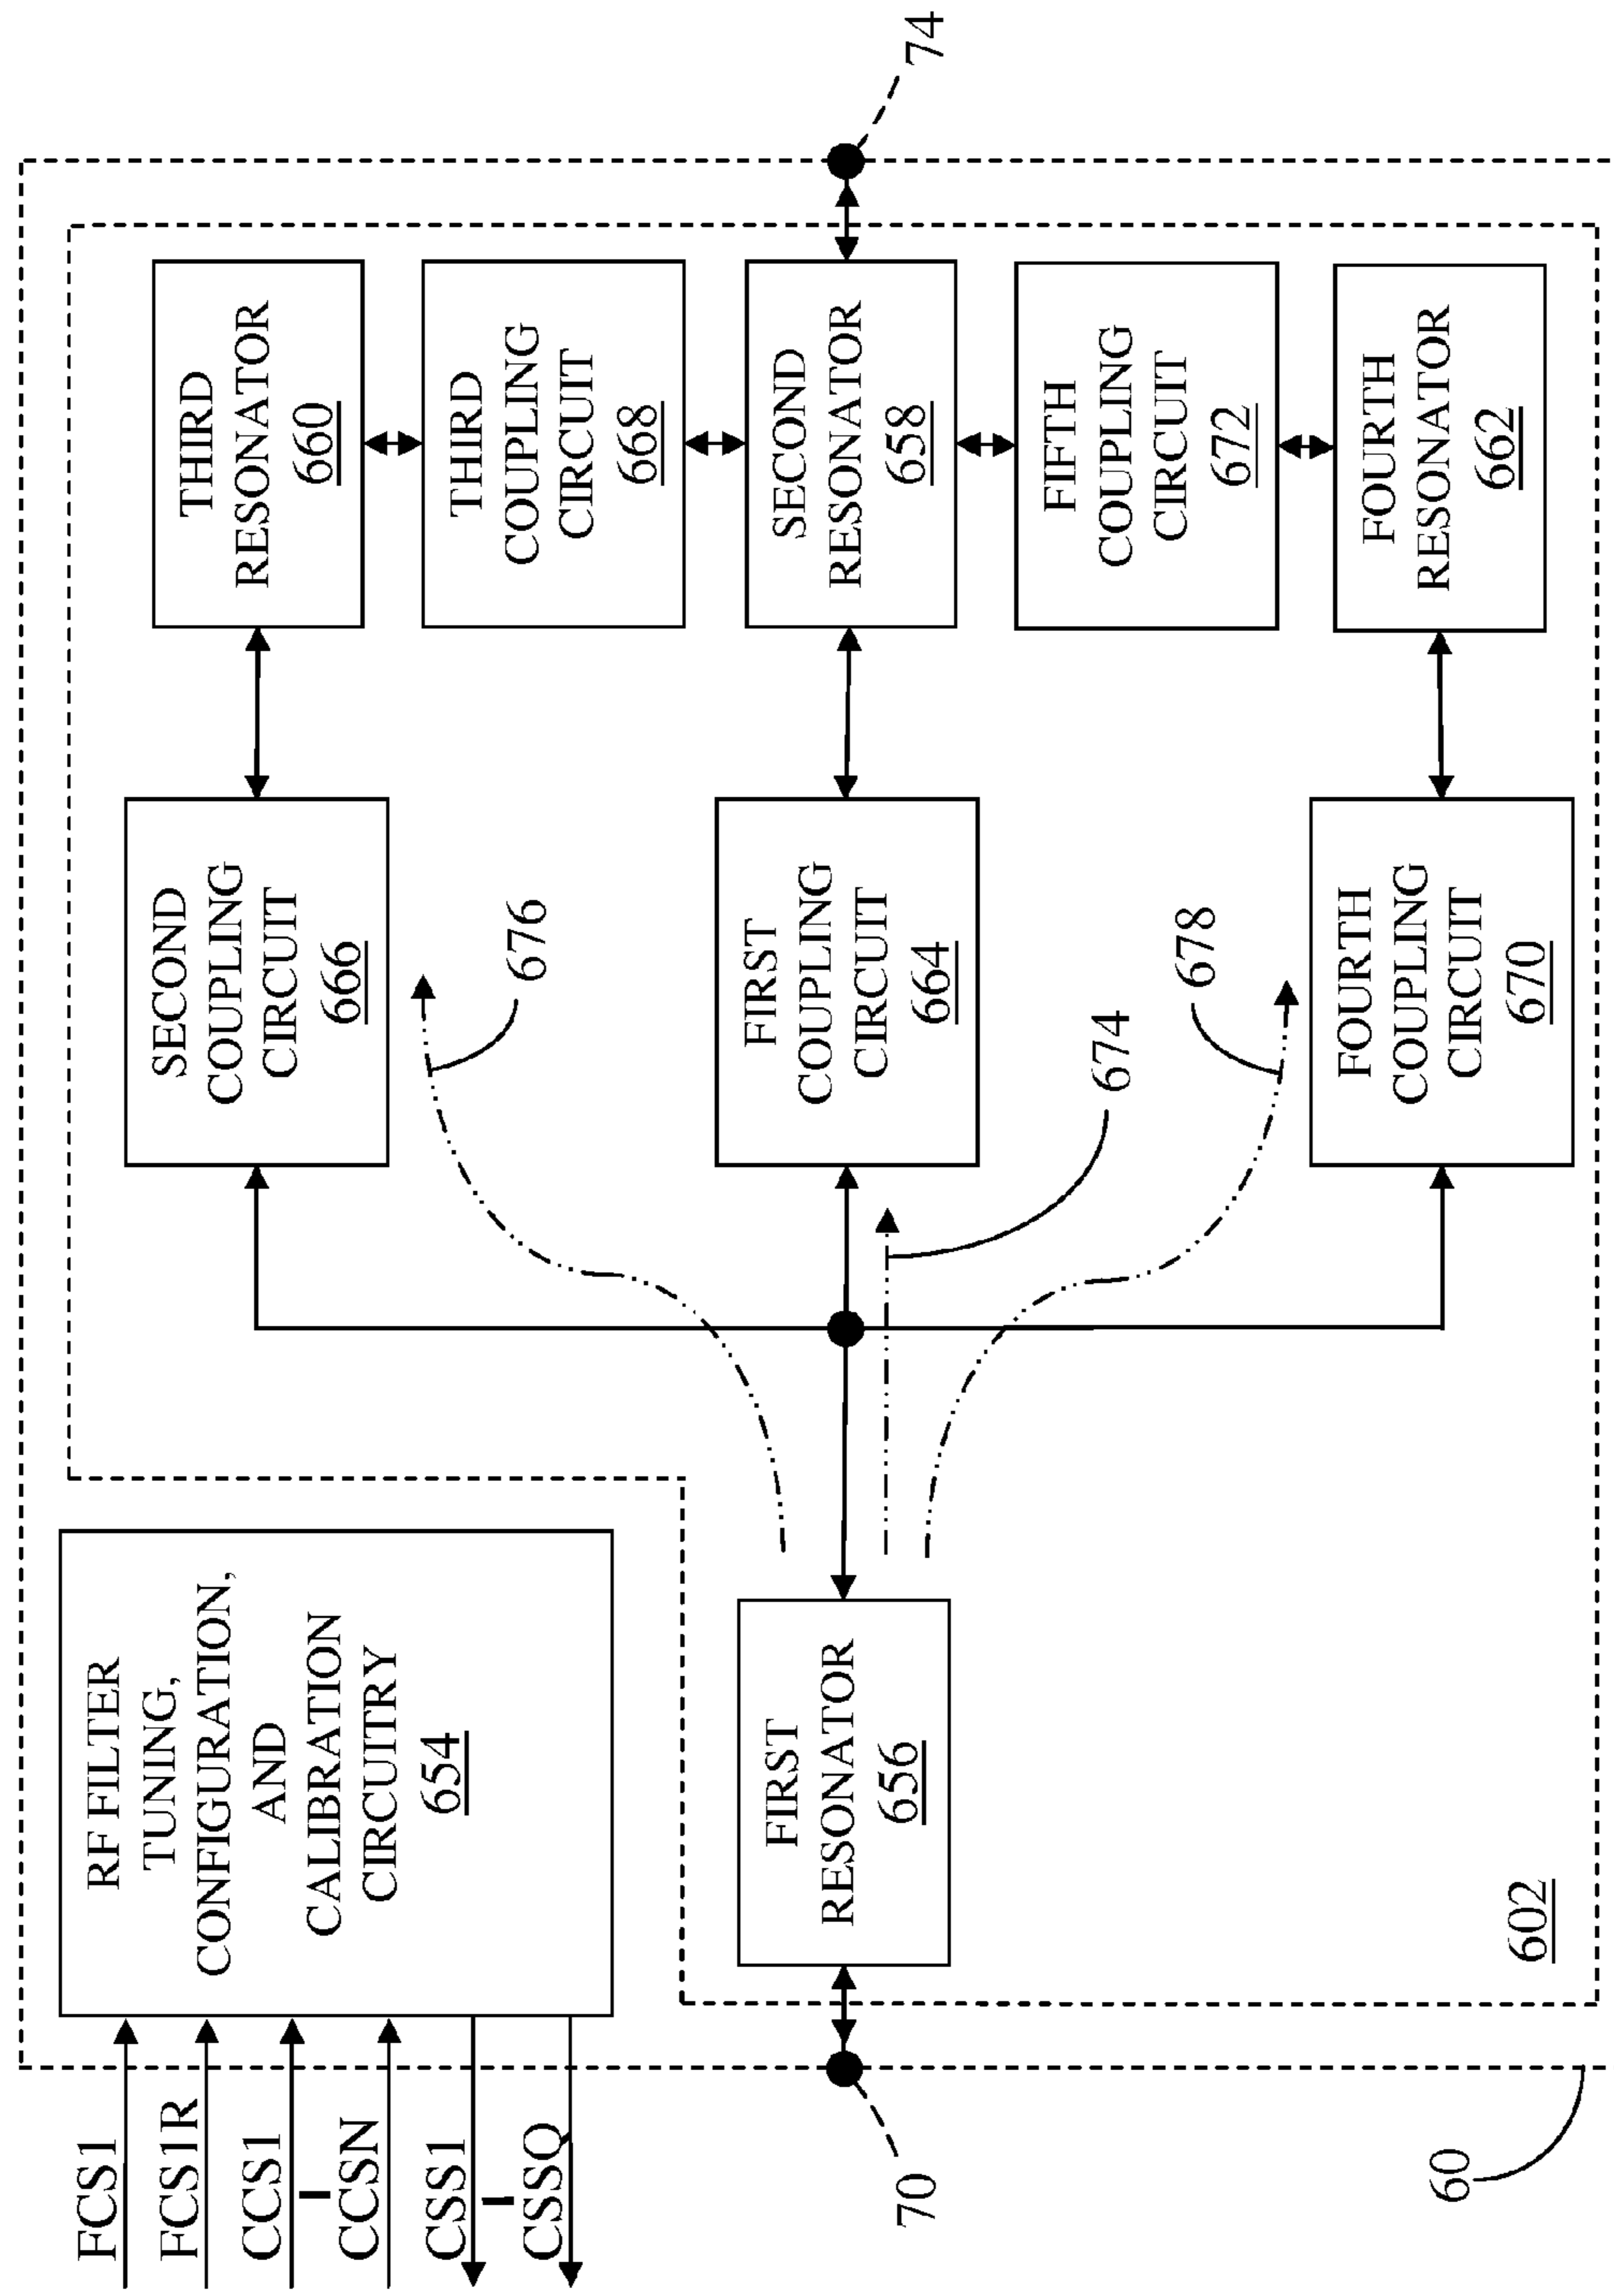 FCS1
FCS1R
CCS1
CCSN
CSS1
CSSQ
RF FILTER
TUNING,
CONFIGURATION,
AND
CALIBRATION
CIRCUITRY
654
SECOND
COUPLING
CIRCUIT
666
THIRD
RESONATOR
660
676
THIRD
COUPLING
CIRCUIT
668
70
FIRST
RESONATOR
656
FIRST
COUPLING
CIRCUIT
664
SECOND
RESONATOR
658
74
674
678
FIFTH
COUPLING
CIRCUIT
672
FOURTH
COUPLING
CIRCUIT
670
FOURTH
RESONATOR
662
60
602